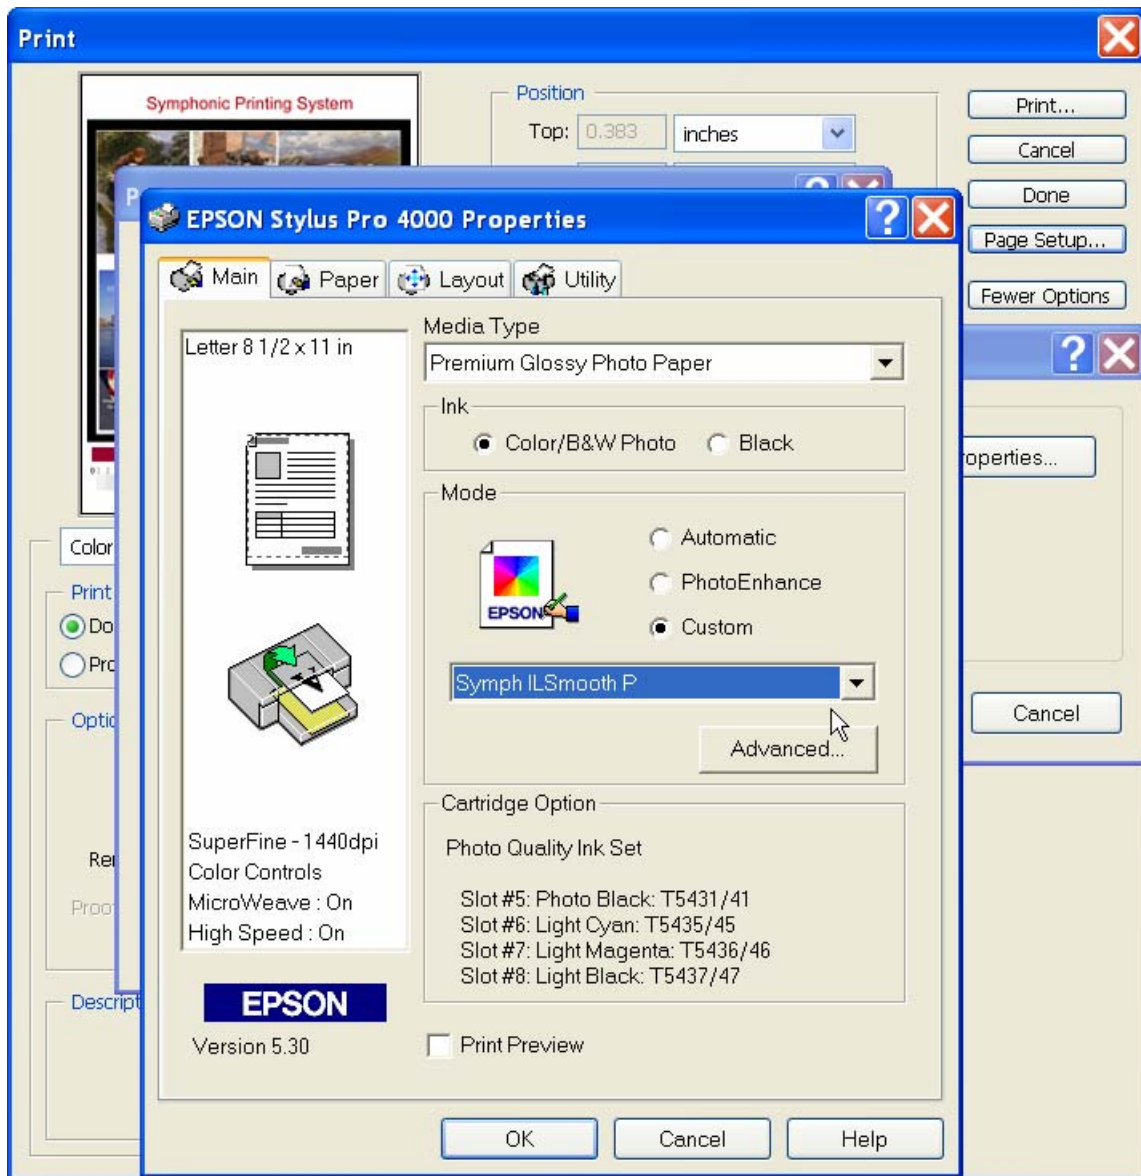 Print
Symphonic Printing System
Position
Top: 0.383 inches
Print...
Cancel
Done
Page Setup...
Fewer Options
EPSON Stylus Pro 4000 Properties
Main Paper Layout Utility
Letter 8 1/2 x 11 in
Media Type
Premium Glossy Photo Paper
Ink
Color/B&W Photo Black
Mode
Automatic
PhotoEnhance
Custom
EPSON
Symph ILSmooth P
Advanced...
Cartridge Option
Photo Quality Ink Set
Slot #5: Photo Black: T5431/41
Slot #6: Light Cyan: T5435/45
Slot #7: Light Magenta: T5436/46
Slot #8: Light Black: T5437/47
SuperFine - 1440dpi
Color Controls
MicroWeave : On
High Speed : On
EPSON
Version 5.30
Print Preview
OK Cancel Help
Color
Print
Do
Pro
Optio
Rer
Proo
Descript
operties...
Cancel